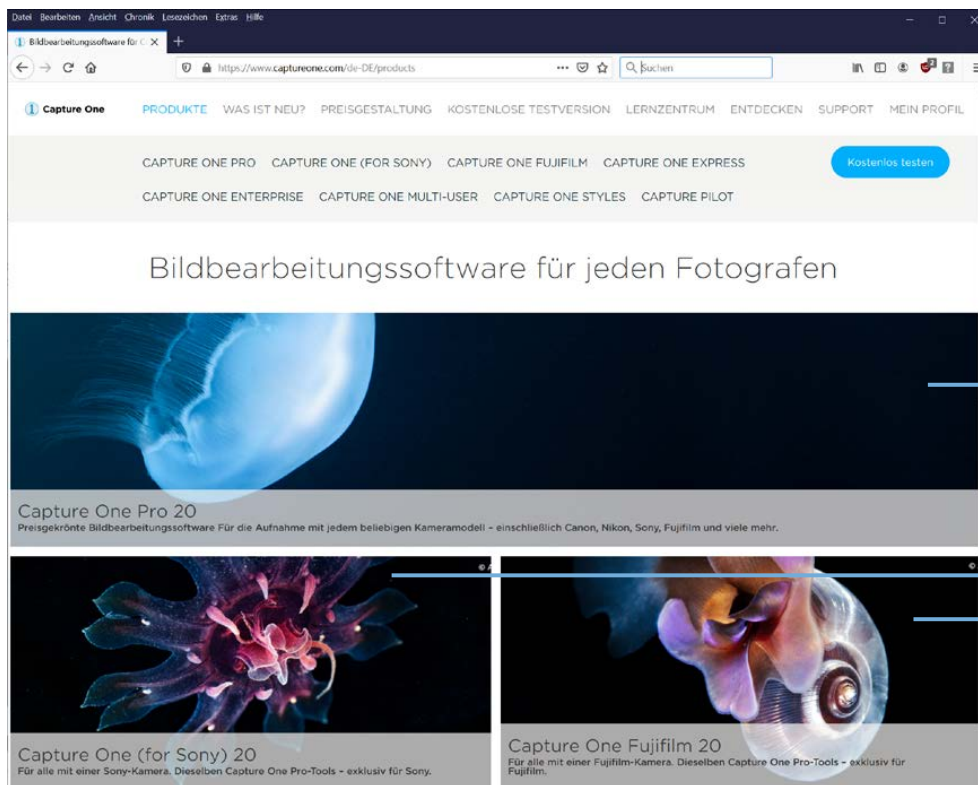 Datei Bearbeiten Ansicht Chronik Lesezeichen Extras Hilfe
Bildbearbeitungssoftware für C
https://www.captureone.com/de-DE/products
Suchen
2
Capture One
PRODUKTE WAS IST NEU? PREISGESTALTUNG KOSTENLOSE TESTVERSION LERNZENTRUM ENTDECKEN SUPPORT MEIN PROFIL
CAPTURE ONE PRO CAPTURE ONE (FOR SONY) CAPTURE ONE FUJIFILM CAPTURE ONE EXPRESS
Kostenlos testen
CAPTURE ONE ENTERPRISE CAPTURE ONE MULTI-USER CAPTURE ONE STYLES CAPTURE PILOT
Bildbearbeitungssoftware für jeden Fotografen
Capture One Pro 20
Preisgekrönte Bildbearbeitungssoftware Für die Aufnahme mit jedem beliebigen Kameramodell – einschließlich Canon, Nikon, Sony, Fujifilm und viele mehr.
© A
©
Capture One (for Sony) 20
Für alle mit einer Sony-Kamera. Dieselben Capture One Pro-Tools – exklusiv für Sony.
Capture One Fujifilm 20
Für alle mit einer Fujifilm-Kamera. Dieselben Capture One Pro-Tools – exklusiv für
Fujifilm.